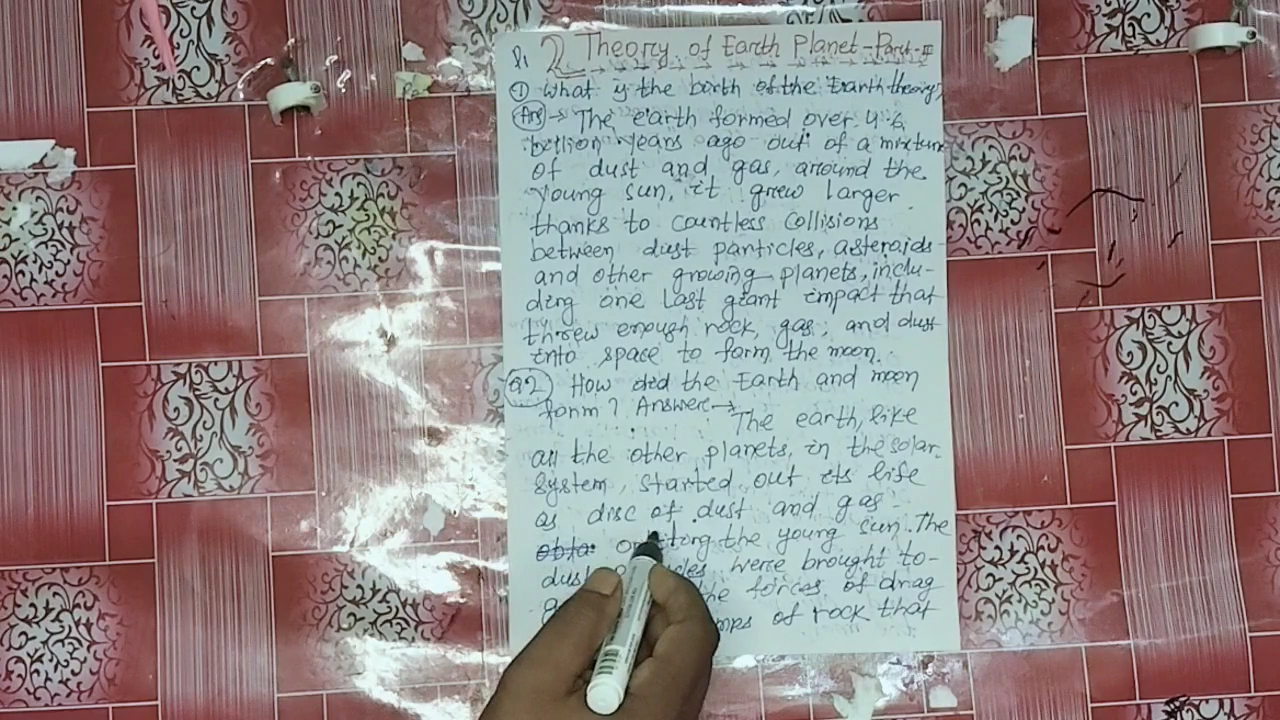 2 Theory of Earth Planet-Part-II
① What is the birth of the Earth theory?
Ans → The earth formed over 4.6
billion years ago out of a mixture
of dust and gas, around the
young sun, it grew larger
thanks to countless collisions
between dust particles, asteroids
and other growing planets, inclu-
ding one last giant impact that
threw enough rock, gas, and dust
into space to form the moon.
Q2 How did the Earth and moon
form? Answer →
The earth, like
all the other planets, in the solar
system, started out its life
as disc of dust and gas
orbiting the young sun. The
dust were brought to-
the forces of drag
of rock that